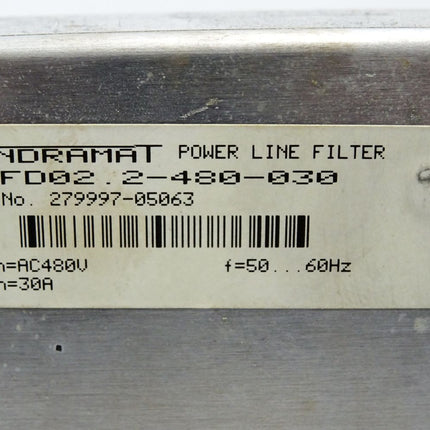 NDRAMAT POWER LINE FILTER
FD02.2-480-030
No. 279997-05063
n=AC480V f=50...60Hz
n=30A